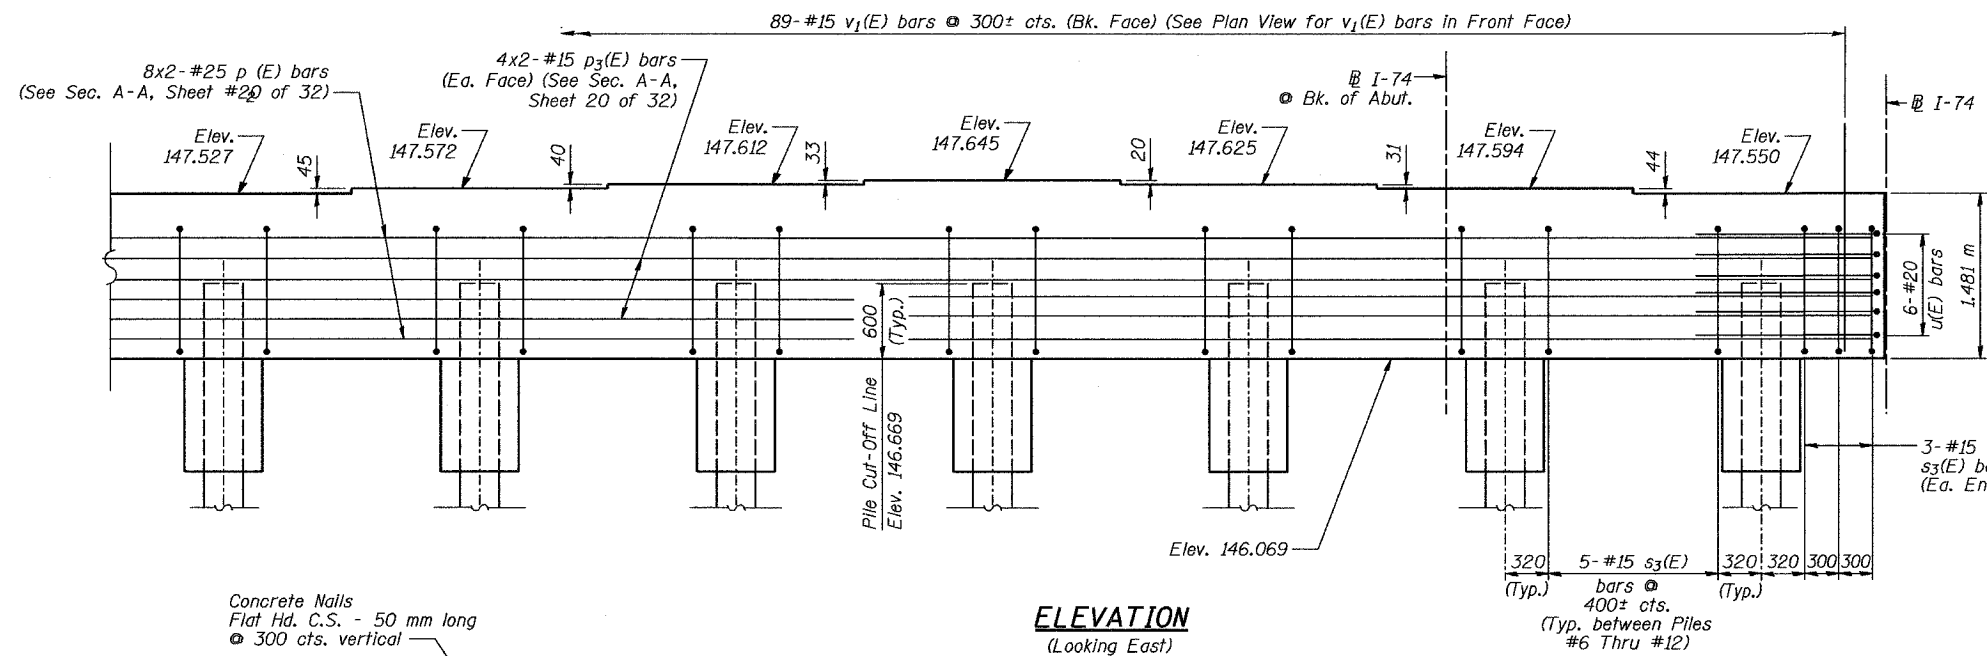 89-#15 v1(E) bars @ 300± cts. (Bk. Face) (See Plan View for v1(E) bars in Front Face)
8x2-#25 p (E) bars
(See Sec. A-A, Sheet #20 of 32)
4x2-#15 p3(E) bars
(Ea. Face) (See Sec. A-A,
Sheet 20 of 32)
℄ I-74
@ Bk. of Abut.
℄ I-74
Elev.
147.527
45
Elev.
147.572
40
Elev.
147.612
33
Elev.
147.645
20
Elev.
147.625
31
Elev.
147.594
44
Elev.
147.550
6-#20
u(E) bars
1.481 m
600
(Typ.)
Pile Cut-Off Line
Elev. 146.669
Elev. 146.069
3-#15
s3(E) b
(Ea. En
320
(Typ.)
5-#15 s3(E)
bars @
400± cts.
(Typ. between Piles
#6 Thru #12)
320
(Typ.)
320
300
300
Concrete Nails
Flat Hd. C.S. - 50 mm long
@ 300 cts. vertical
ELEVATION
(Looking East)